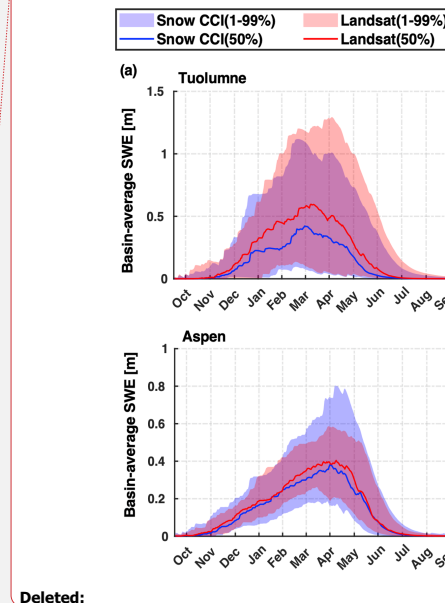 Snow CCI(1-99%) Landsat(1-99%)
Snow CCI(50%) Landsat(50%)
(a)
Tuolumne
Basin-average SWE [m]
1.5
1
0.5
0
Oct Nov Dec Jan Feb Mar Apr May Jun Jul Aug Se
Aspen
Basin-average SWE [m]
1
0.8
0.6
0.4
0.2
0
Oct Nov Dec Jan Feb Mar Apr May Jun Jul Aug Se
Deleted: